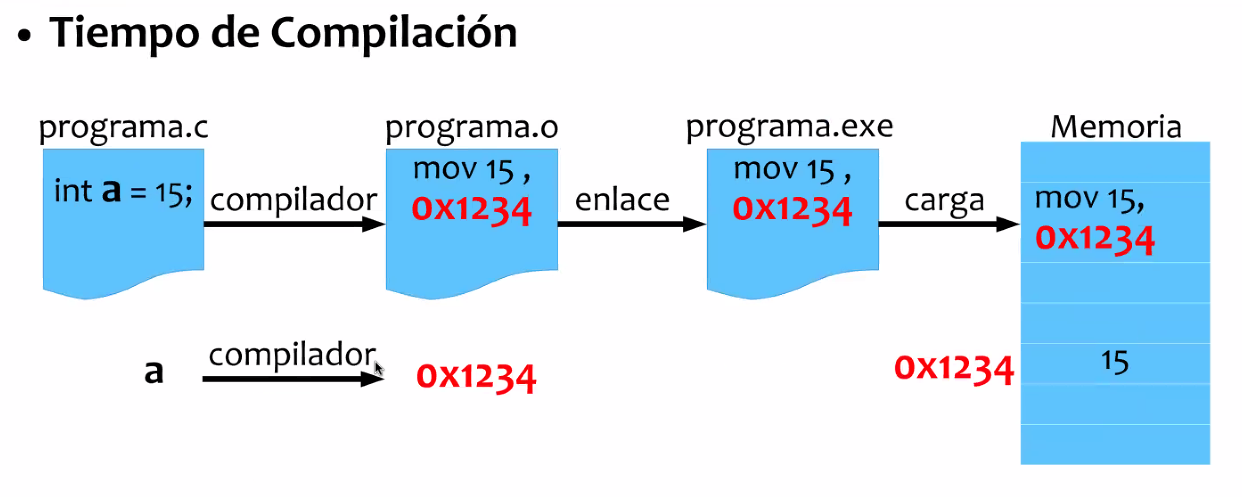 • Tiempo de Compilación
programa.c
programa.o
programa.exe
Memoria
int a = 15;
compilador
mov 15 ,
0x1234
enlace
mov 15 ,
0x1234
carga
mov 15,
0x1234
a
compilador
0x1234
0x1234
15